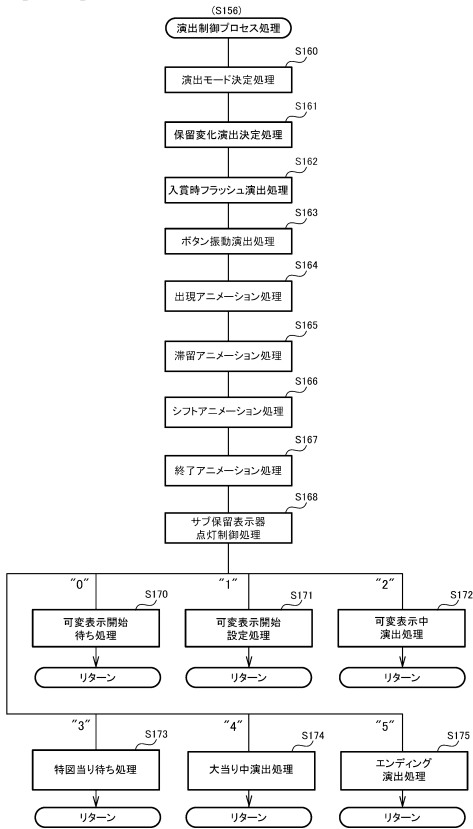 (S156)
演出制御プロセス処理
S160
演出モード決定処理
S161
保留変化演出決定処理
S162
入賞時フラッシュ演出処理
S163
ボタン振動演出処理
S164
出現アニメーション処理
S165
滞留アニメーション処理
S166
シフトアニメーション処理
S167
終了アニメーション処理
S168
サブ保留表示器
点灯制御処理
"0"
"1"
"2"
S170
S171
S172
可変表示開始
待ち処理
可変表示開始
設定処理
可変表示中
演出処理
リターン
リターン
リターン
"3"
"4"
"5"
S173
S174
S175
特図当り待ち処理
大当り中演出処理
エンディング
演出処理
リターン
リターン
リターン